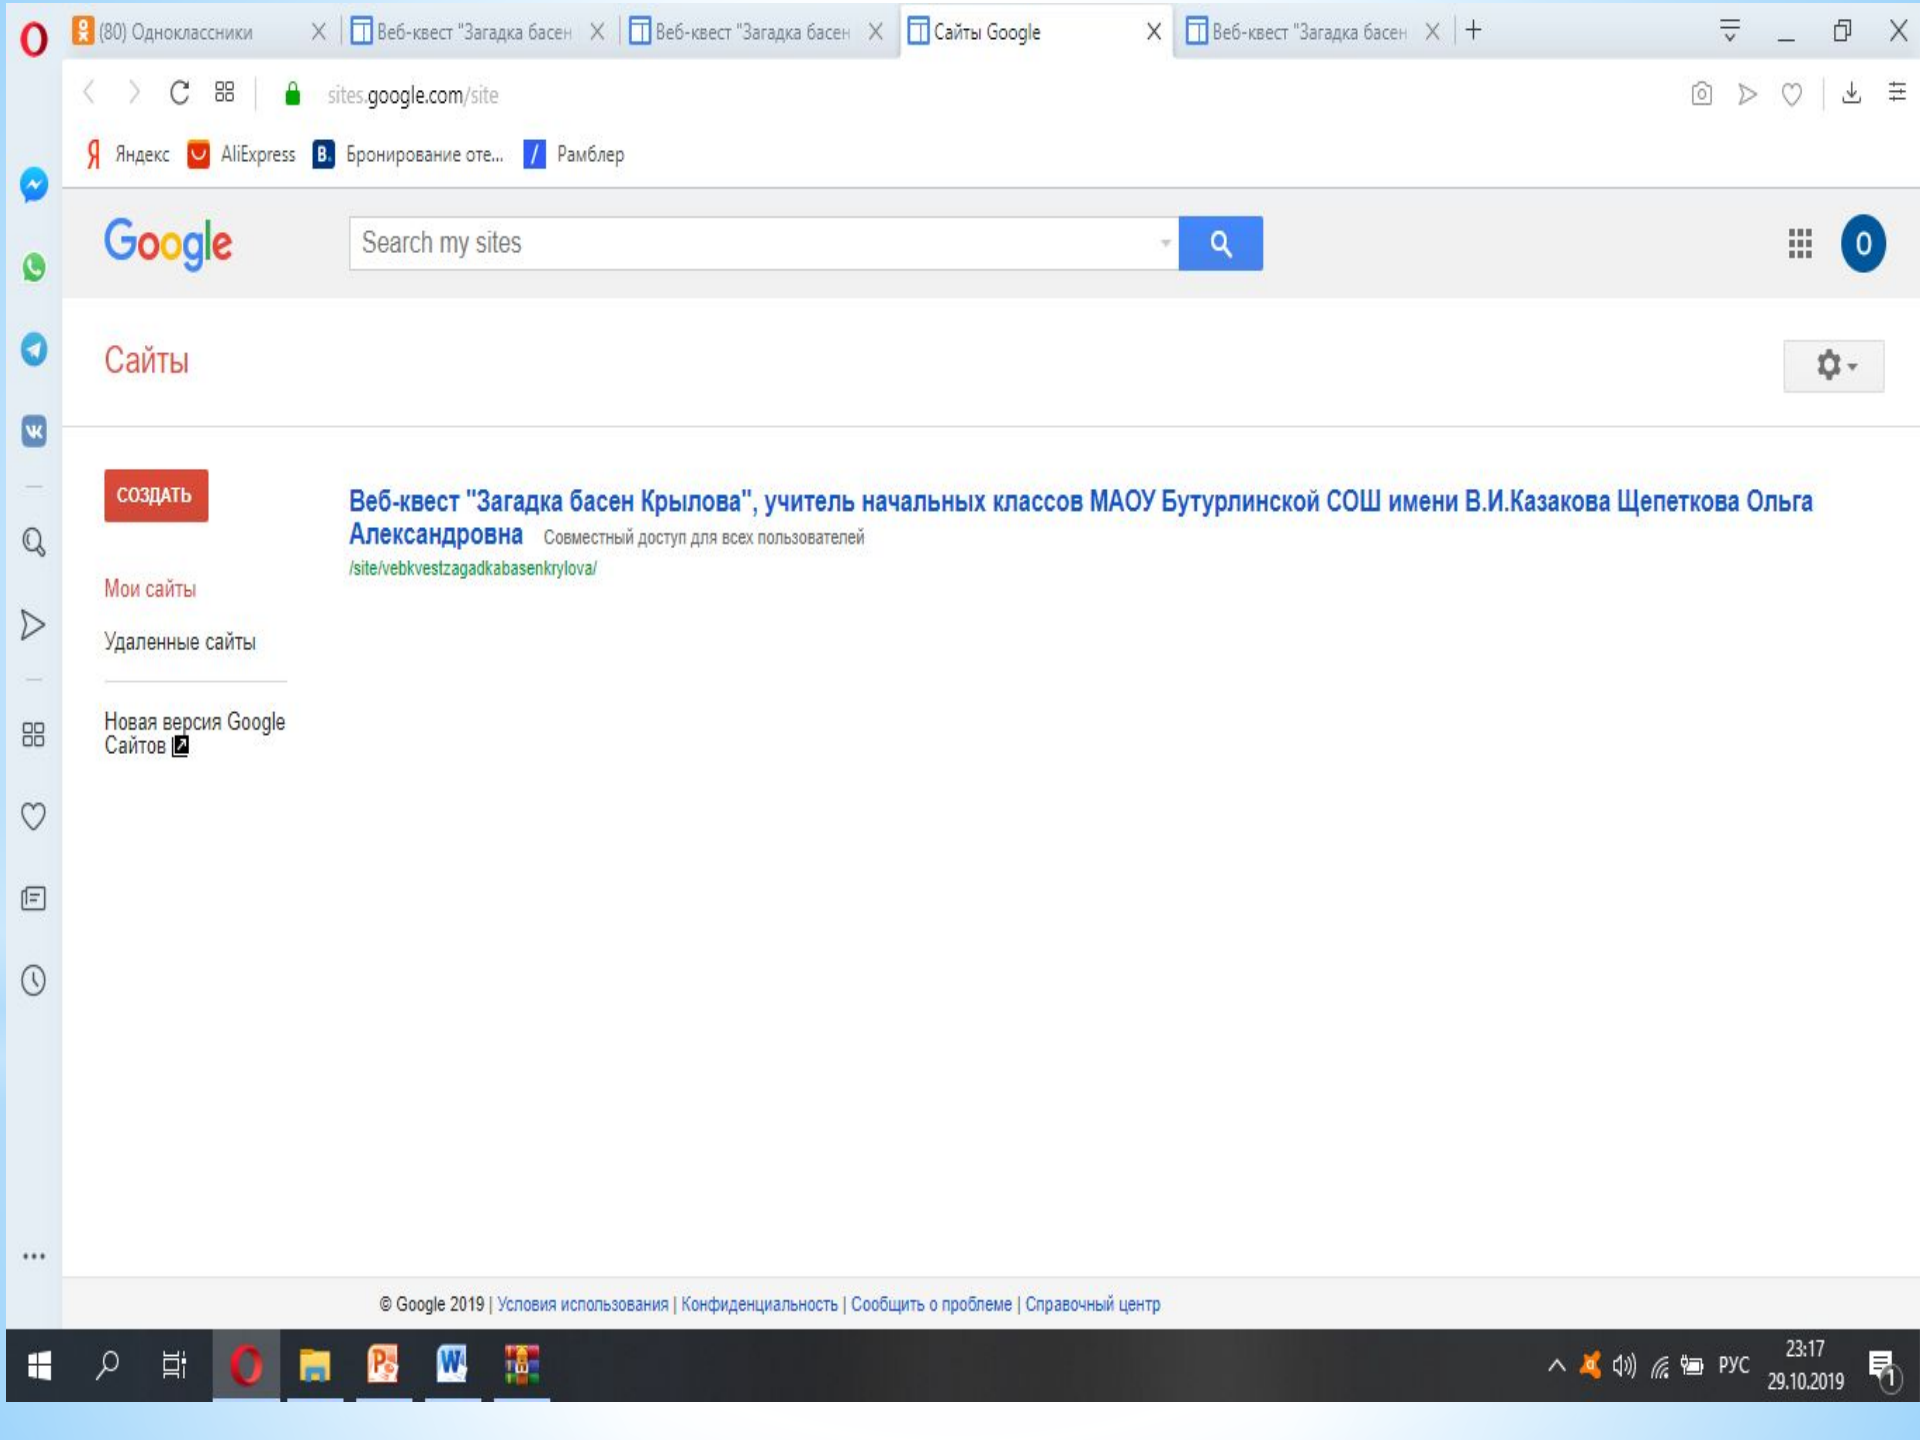 (80) Одноклассники
Веб-квест "Загадка басен
Веб-квест "Загадка басен
Сайты Google
Веб-квест "Загадка басен
sites.google.com/site
Яндекс
AliExpress
Бронирование оте...
Рамблер
Google
Search my sites
O
Сайты
СОЗДАТЬ
Веб-квест "Загадка басен Крылова", учитель начальных классов МАОУ Бутурлинской СОШ имени В.И.Казакова Щепеткова Ольга
Александровна Совместный доступ для всех пользователей
/site/vebkvestzagadkabasenkrylova/
Мои сайты
Удаленные сайты
Новая версия Google
Сайтов
© Google 2019 | Условия использования | Конфиденциальность | Сообщить о проблеме | Справочный центр
РУС
23:17
29.10.2019
1